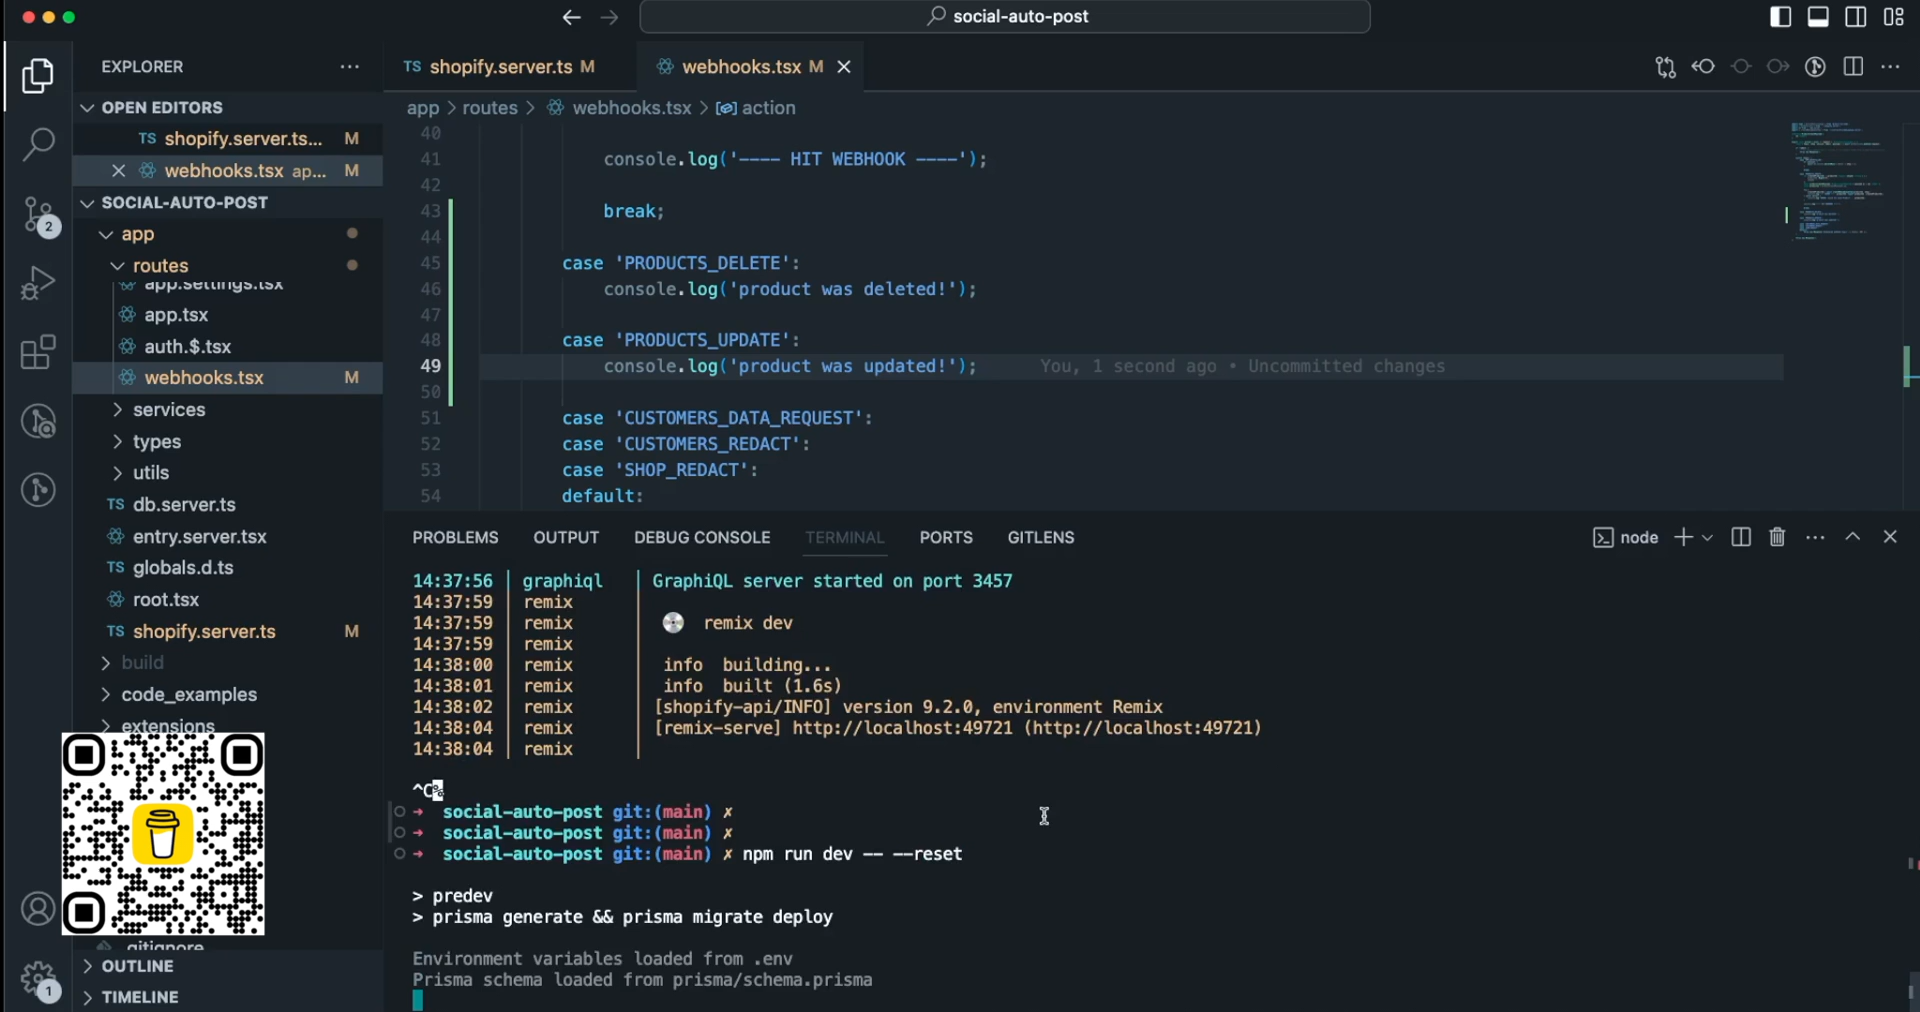 social-auto-post
EXPLORER
OPEN EDITORS
TS shopify.server.ts... M
webhooks.tsx ap... M
SOCIAL-AUTO-POST
app
routes
app.settings.tsx
app.tsx
auth.$.tsx
webhooks.tsx M
services
types
utils
TS db.server.ts
entry.server.tsx
TS globals.d.ts
root.tsx
TS shopify.server.ts M
build
code_examples
extensions
.gitignore
OUTLINE
TIMELINE
2
1
TS shopify.server.ts M
webhooks.tsx M
app > routes > webhooks.tsx > action
40
41 console.log('---- HIT WEBHOOK ----');
42
43 break;
44
45 case 'PRODUCTS_DELETE':
46 console.log('product was deleted!');
47
48 case 'PRODUCTS_UPDATE':
49 console.log('product was updated!'); You, 1 second ago • Uncommitted changes
50
51 case 'CUSTOMERS_DATA_REQUEST':
52 case 'CUSTOMERS_REDACT':
53 case 'SHOP_REDACT':
54 default:
PROBLEMS OUTPUT DEBUG CONSOLE TERMINAL PORTS GITLENS
node
14:37:56 | graphiql | GraphiQL server started on port 3457
14:37:59 | remix |
14:37:59 | remix | 💿 remix dev
14:37:59 | remix |
14:38:00 | remix | info building...
14:38:01 | remix | info built (1.6s)
14:38:02 | remix | [shopify-api/INFO] version 9.2.0, environment Remix
14:38:04 | remix | [remix-serve] http://localhost:49721 (http://localhost:49721)
14:38:04 | remix |
^C%
➜ social-auto-post git:(main) ✗
➜ social-auto-post git:(main) ✗
➜ social-auto-post git:(main) ✗ npm run dev -- --reset
> predev
> prisma generate && prisma migrate deploy
Environment variables loaded from .env
Prisma schema loaded from prisma/schema.prisma